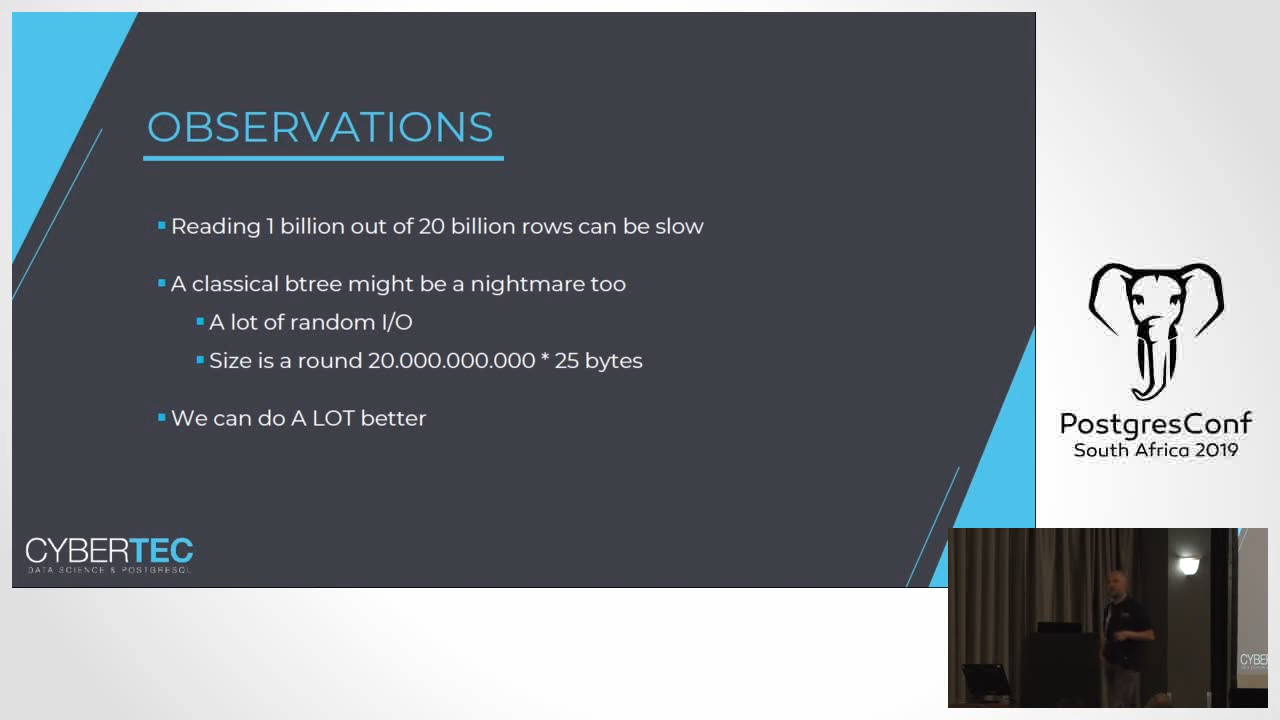 OBSERVATIONS
Reading 1 billion out of 20 billion rows can be slow
A classical btree might be a nightmare too
A lot of random I/O
Size is a round 20.000.000.000 * 25 bytes
We can do A LOT better
CYBERTEC
DATA SCIENCE & POSTGRESQL
PostgresConf
South Africa 2019
CYBER